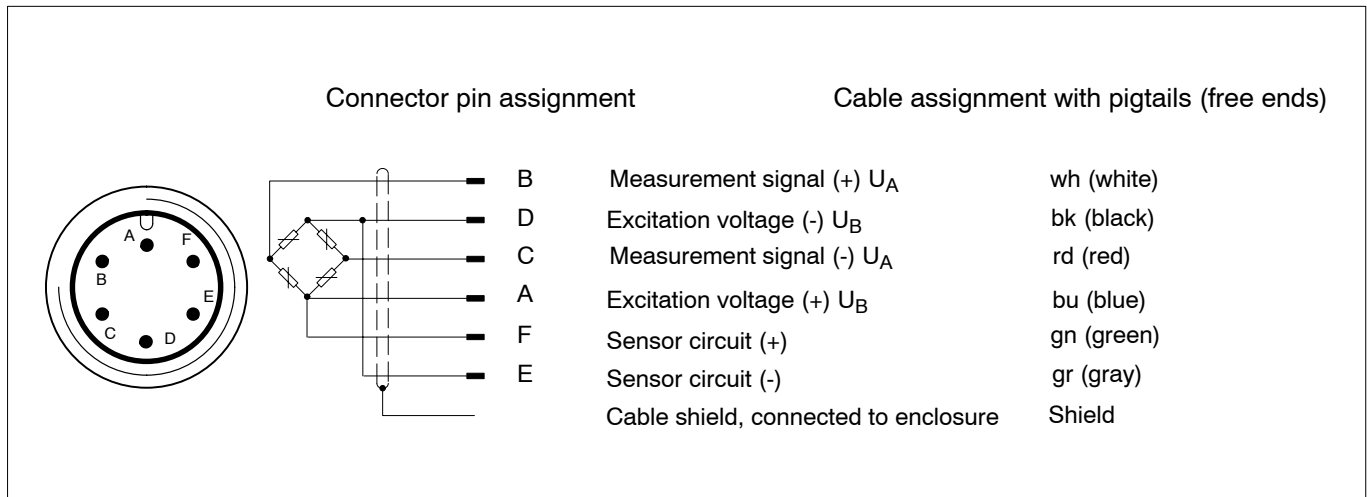 Connector pin assignment Cable assignment with pigtails (free ends)
B Measurement signal (+) UA wh (white)
D Excitation voltage (-) UB bk (black)
C Measurement signal (-) UA rd (red)
A Excitation voltage (+) UB bu (blue)
F Sensor circuit (+) gn (green)
E Sensor circuit (-) gr (gray)
Cable shield, connected to enclosure Shield
A F
B E
C D